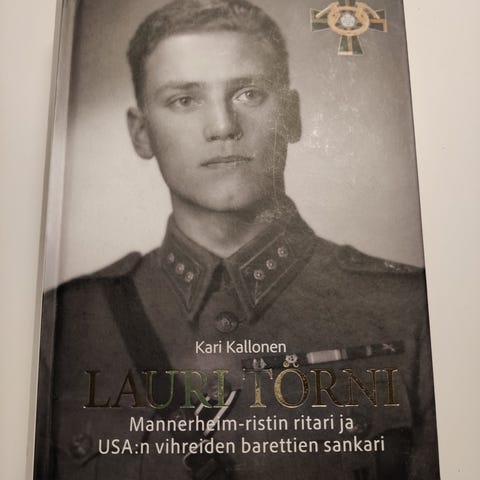 Kari Kallonen
LAURI TÖRNI
Mannerheim-ristin ritari ja
USA:n vihreiden barettien sankari